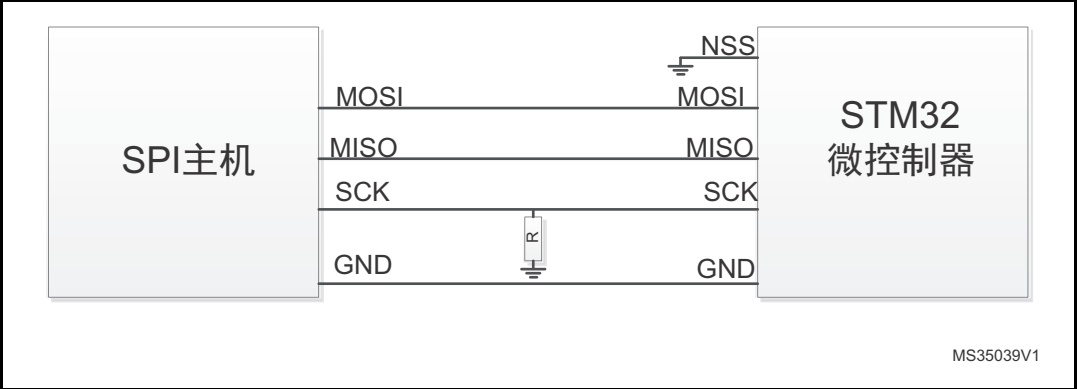 SPI主机
MOSI
MISO
SCK
GND
R
NSS
MOSI
MISO
SCK
GND
STM32
微控制器
MS35039V1